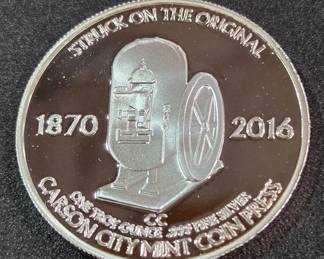 STRUCK ON THE ORIGINAL
1870 2016
CC
ONE TROY OUNCE .999 FINE SILVER
CARSON CITY MINT COIN PRESS